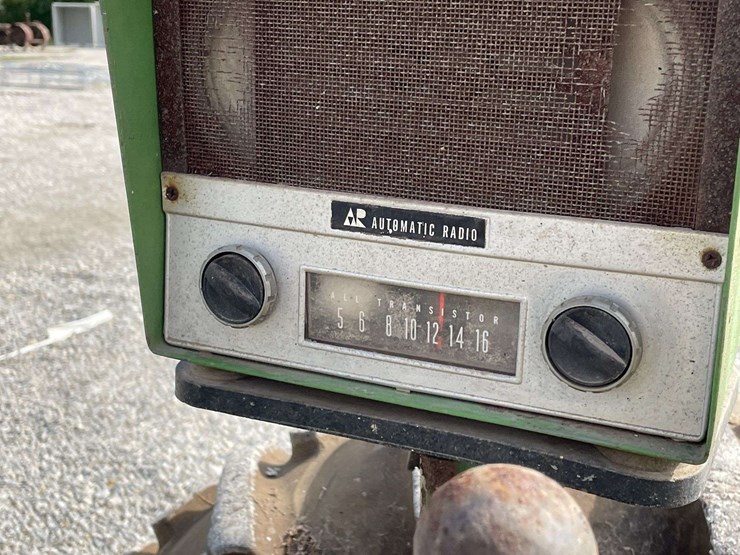 AR AUTOMATIC RADIO
ALL TRANSISTOR
5 6 8 10 12 14 16